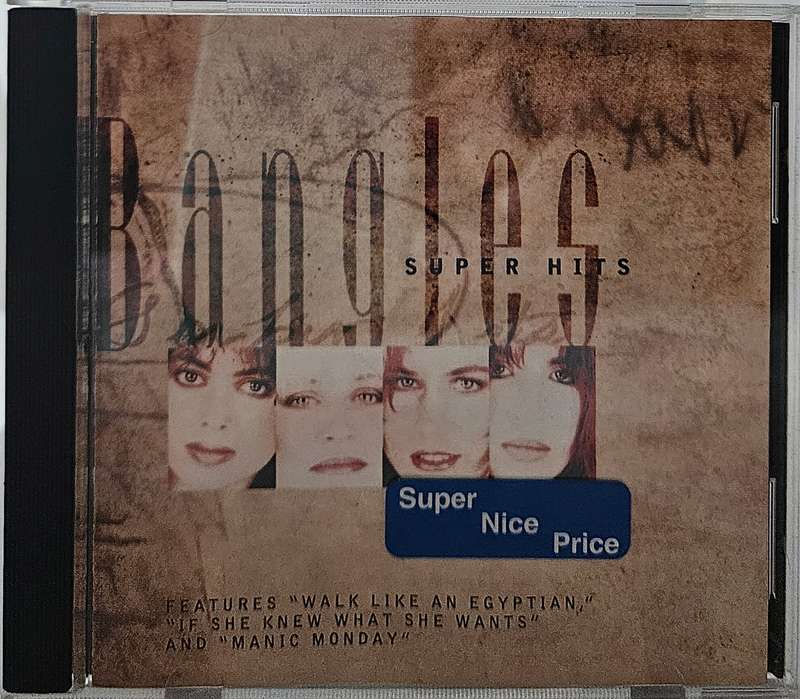 Bangles
SUPER HITS
Super
Nice
Price
FEATURES "WALK LIKE AN EGYPTIAN,"
"IF SHE KNEW WHAT SHE WANTS"
AND "MANIC MONDAY"